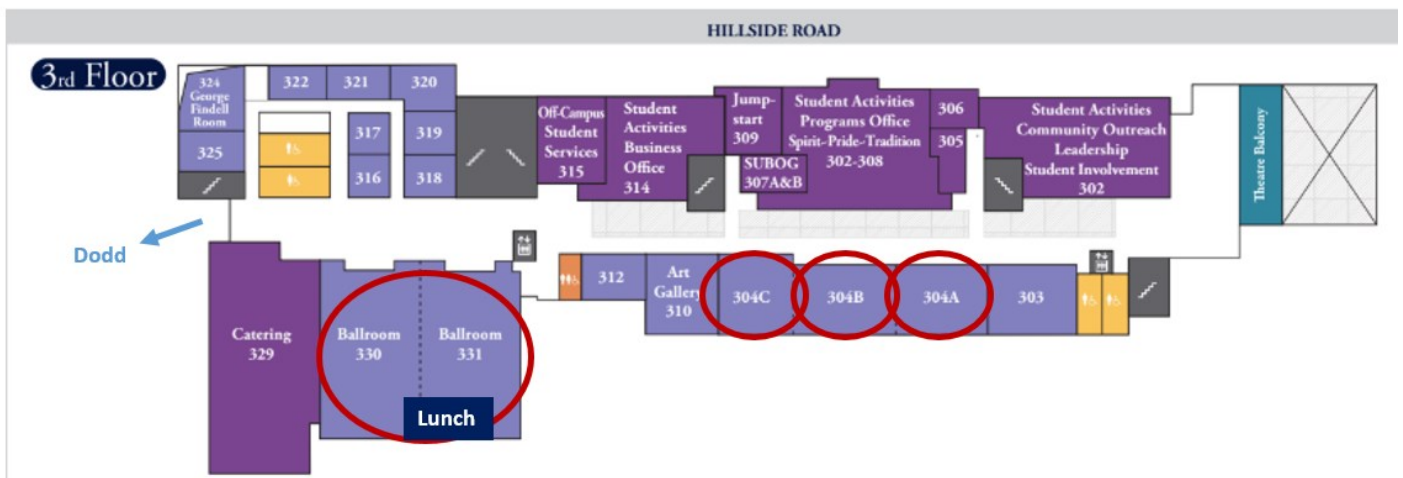 HILLSIDE ROAD
3rd Floor
324
George
Findell
Room
325
322
321
320
317
319
316
318
Off-Campus
Student
Services
315
Student
Activities
Business
Office
314
Jump-
start
309
SUBOG
307A&B
Student Activities
Programs Office
Spirit-Pride-Tradition
302-308
306
305
Student Activities
Community Outreach
Leadership
Student Involvement
302
Theatre Balcony
Dodd
Catering
329
Ballroom
330
Ballroom
331
Lunch
312
Art
Gallery
310
304C
304B
304A
303